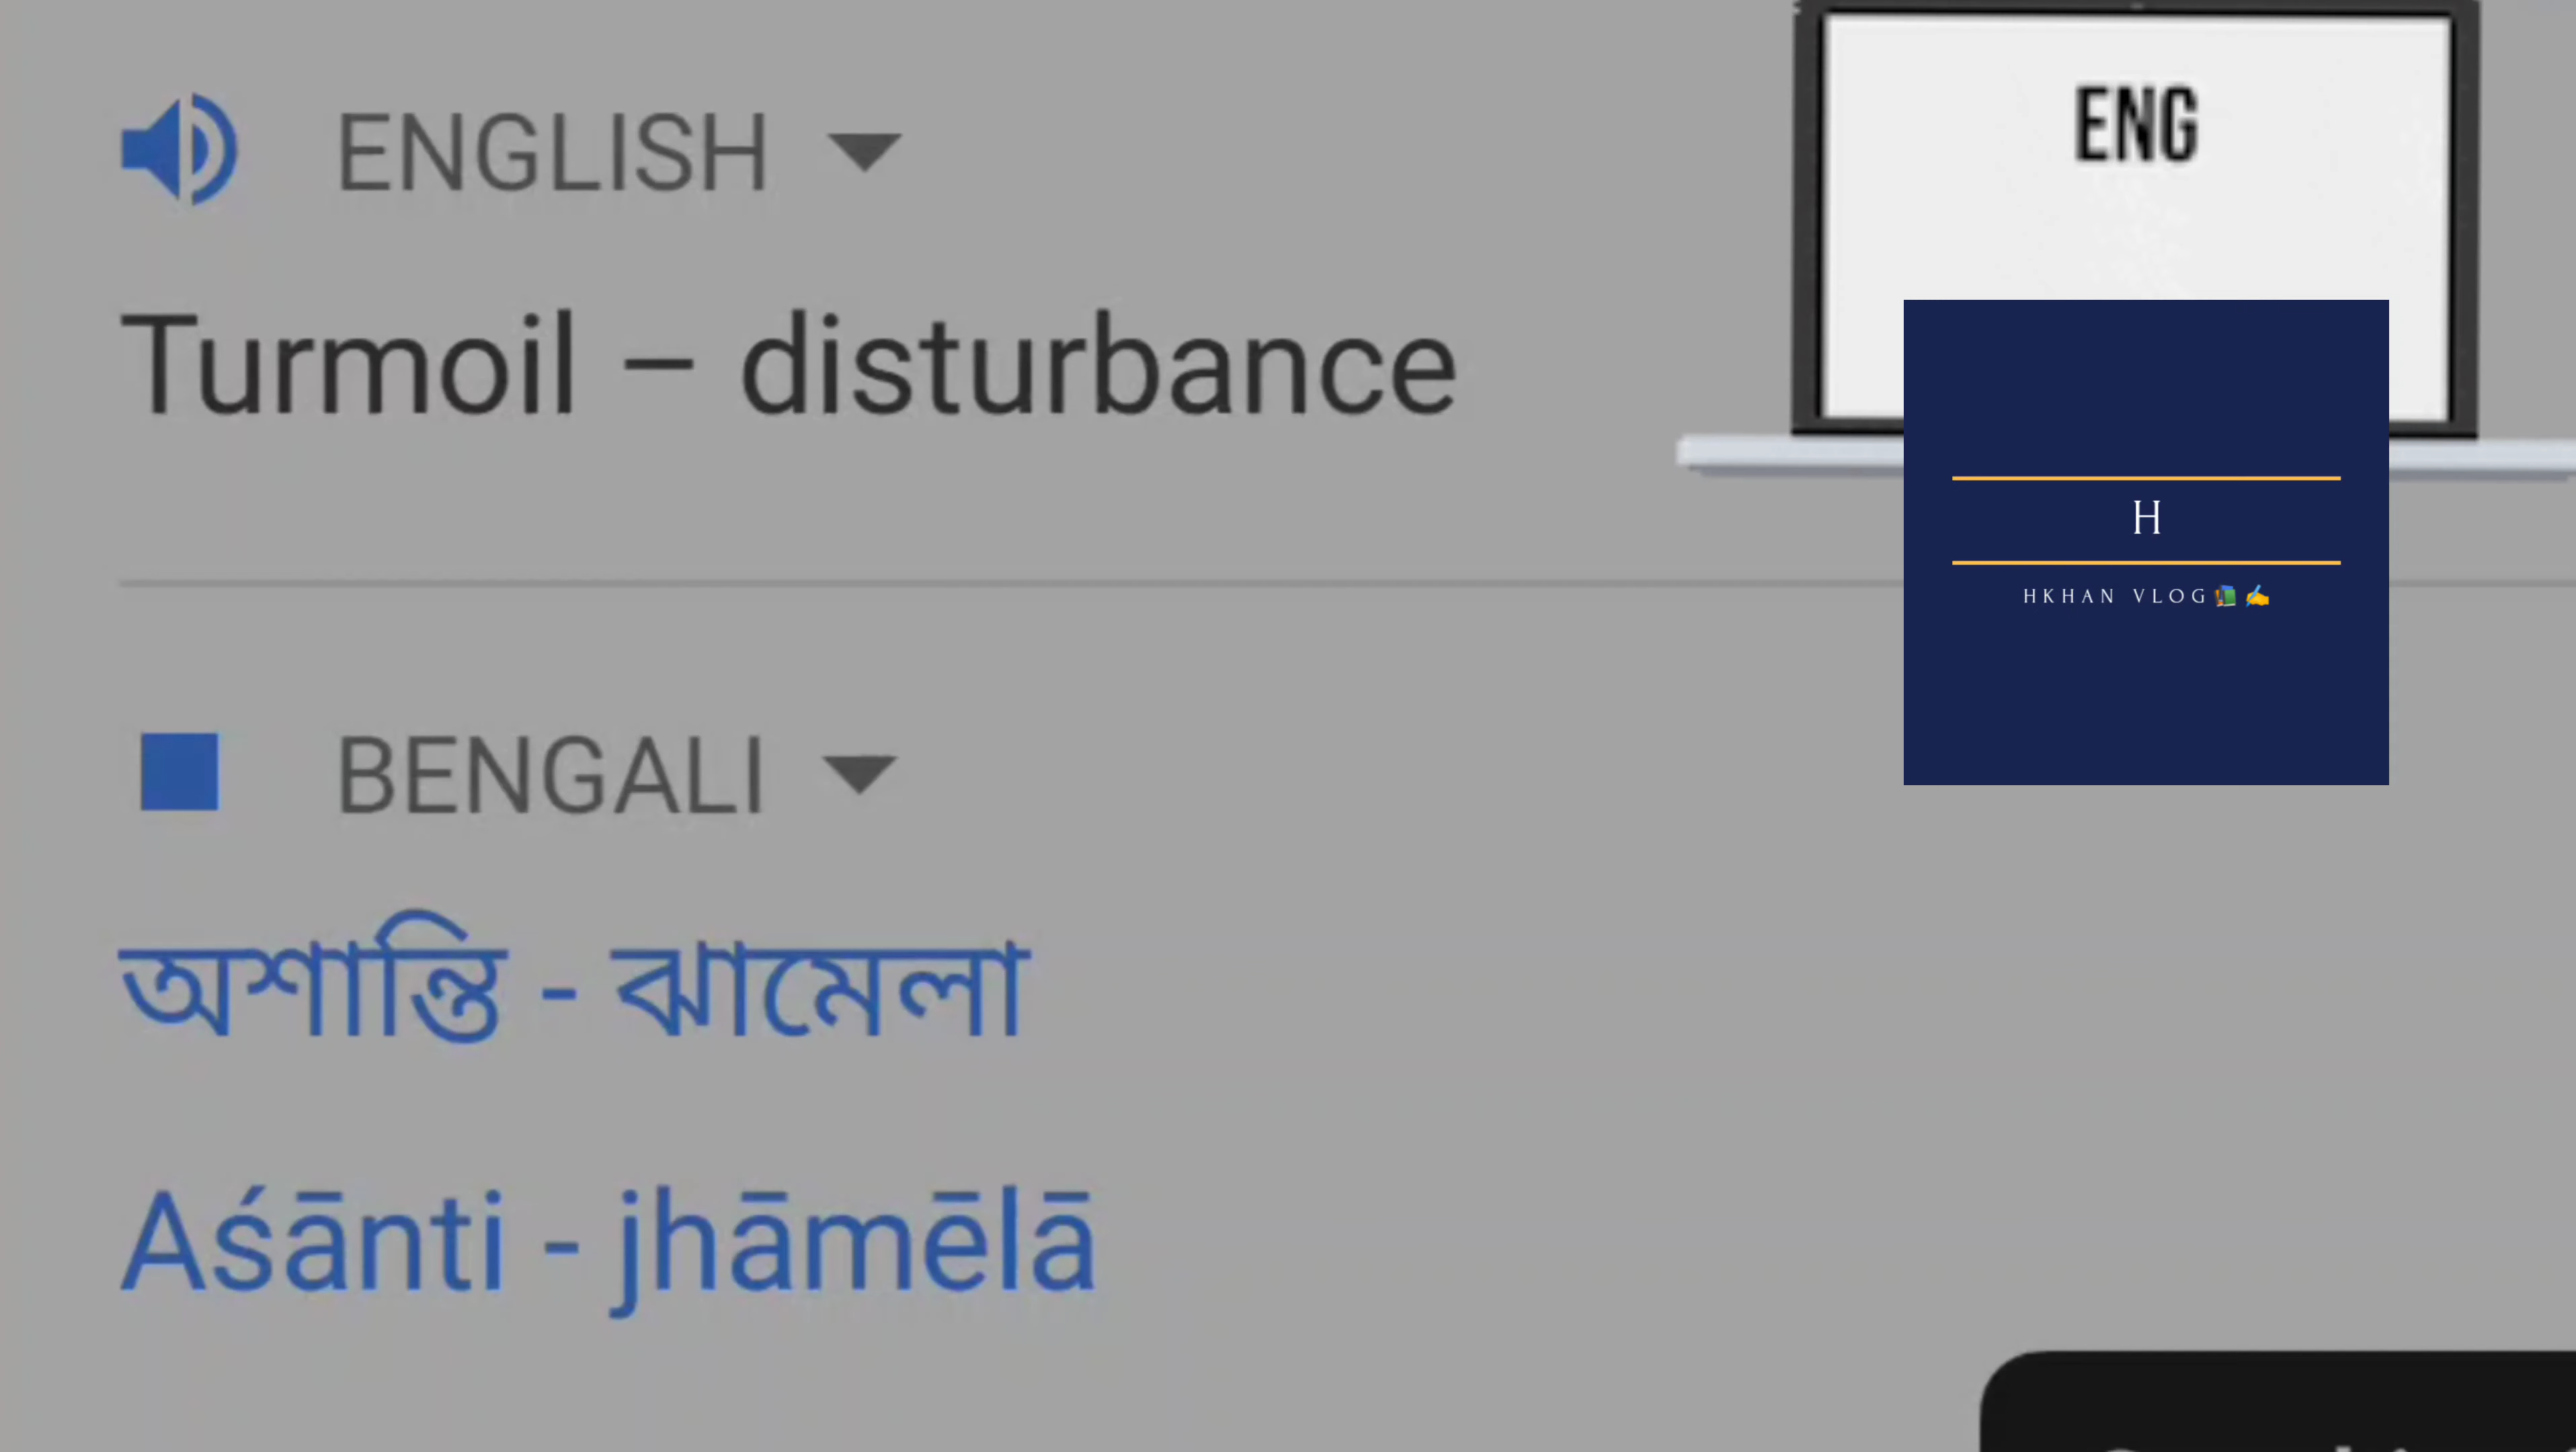 ENGLISH
Turmoil – disturbance
ENG
H
HKHAN VLOG📚✍️
BENGALI
অশান্তি - ঝামেলা
Aśānti - jhāmēlā